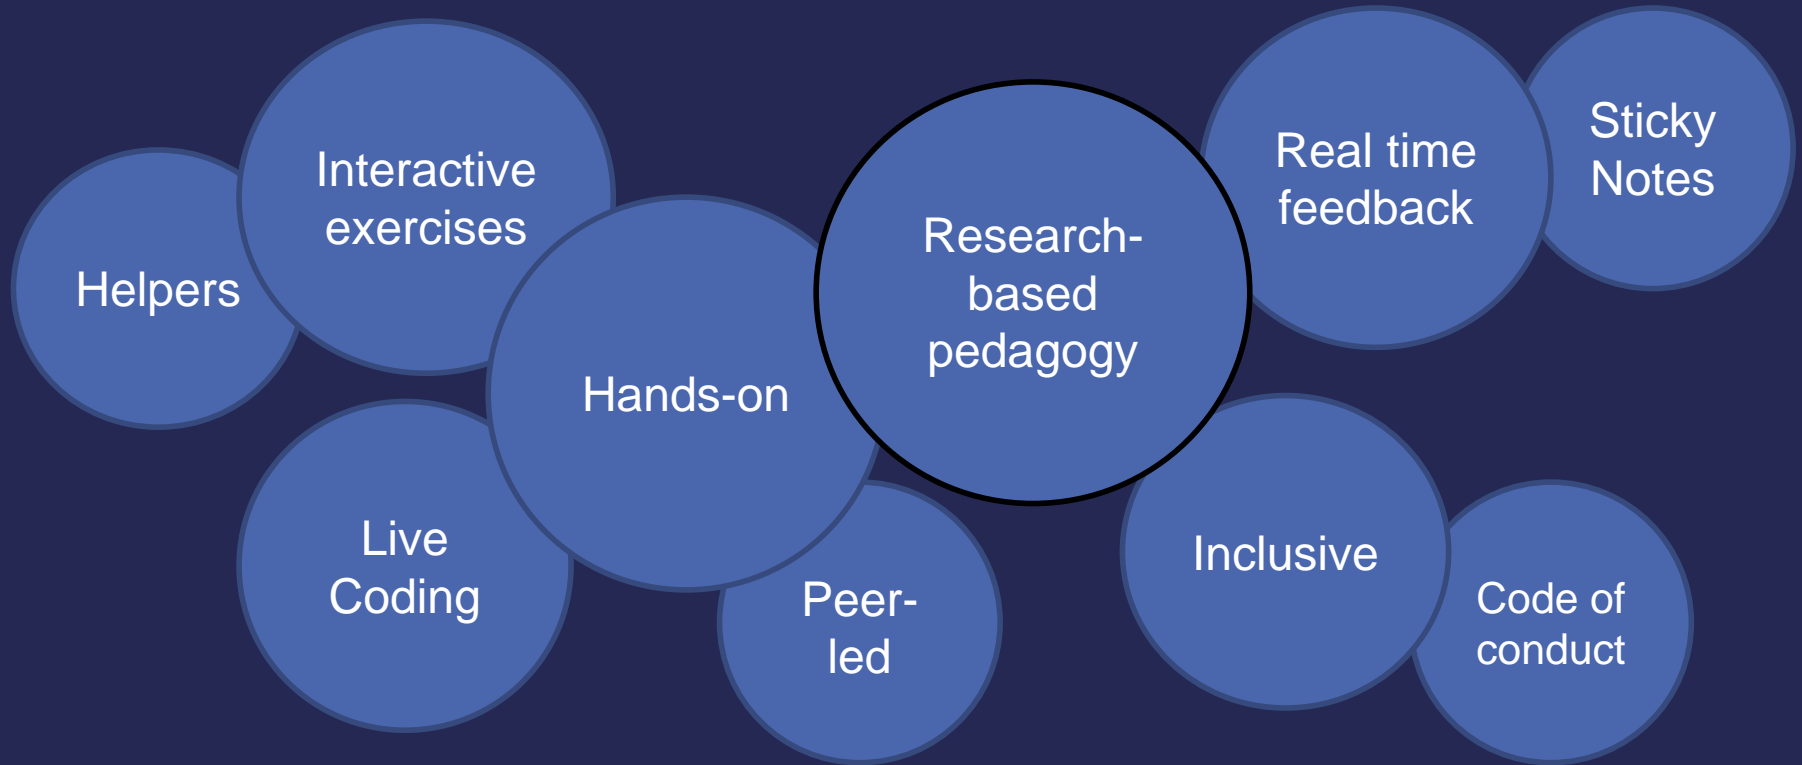 Helpers
Interactive
exercises
Live
Coding
Hands-on
Peer-
led
Research-
based
pedagogy
Real time
feedback
Sticky
Notes
Inclusive
Code of
conduct